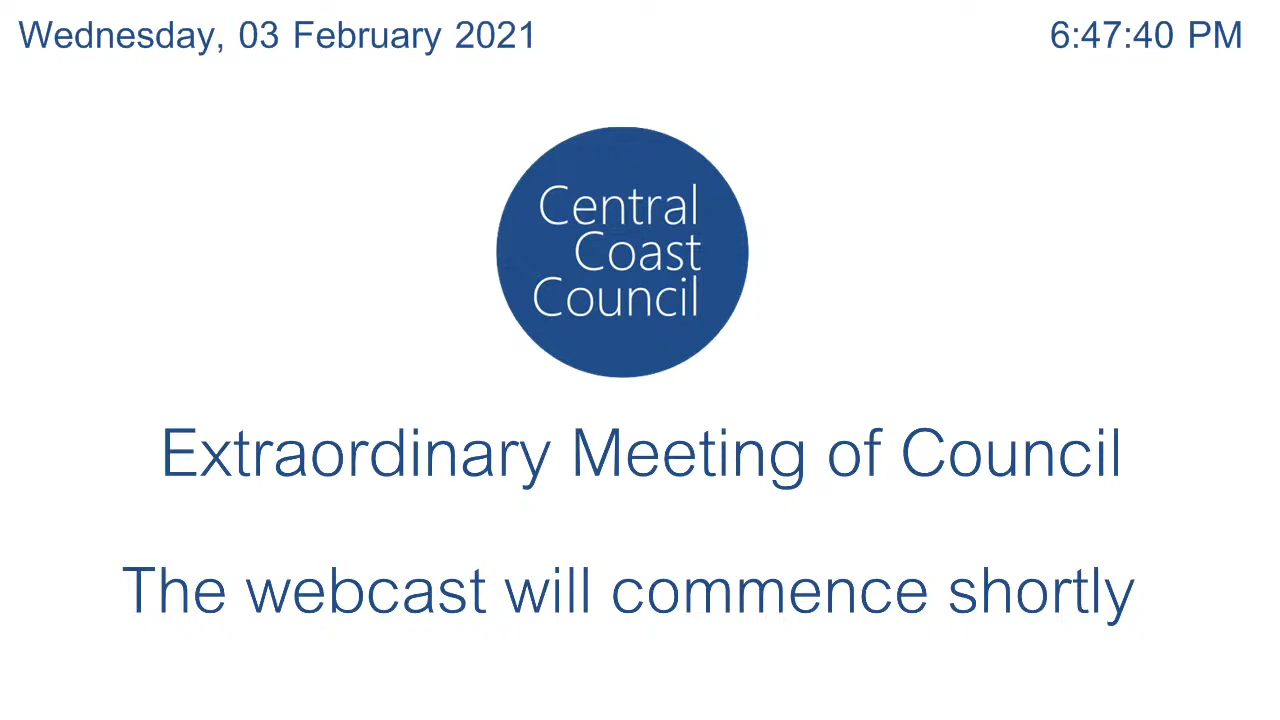 Wednesday, 03 February 2021
6:47:40 PM
Central
Coast
Council
Extraordinary Meeting of Council
The webcast will commence shortly